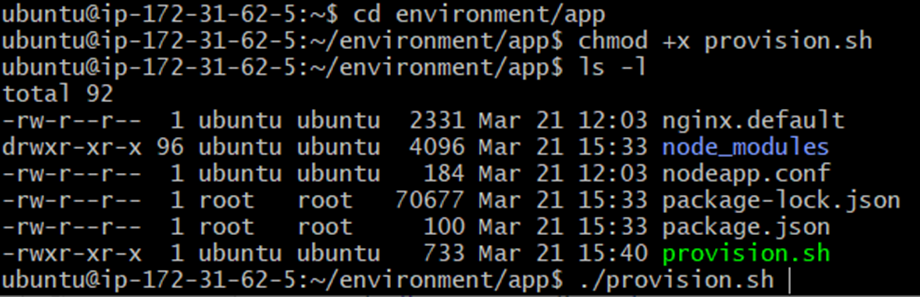 ubuntu@ip-172-31-62-5:~$ cd environment/app
ubuntu@ip-172-31-62-5:~/environment/app$ chmod +x provision.sh
ubuntu@ip-172-31-62-5:~/environment/app$ ls -l
total 92
-rw-r--r--  1 ubuntu ubuntu  2331 Mar 21 12:03 nginx.default
drwxr-xr-x 96 ubuntu ubuntu  4096 Mar 21 15:33 node_modules
-rw-r--r--  1 ubuntu ubuntu   184 Mar 21 12:03 nodeapp.conf
-rw-r--r--  1 root   root   70677 Mar 21 15:33 package-lock.json
-rw-r--r--  1 root   root     100 Mar 21 15:33 package.json
-rwxr-xr-x  1 ubuntu ubuntu   733 Mar 21 15:40 provision.sh
ubuntu@ip-172-31-62-5:~/environment/app$ ./provision.sh